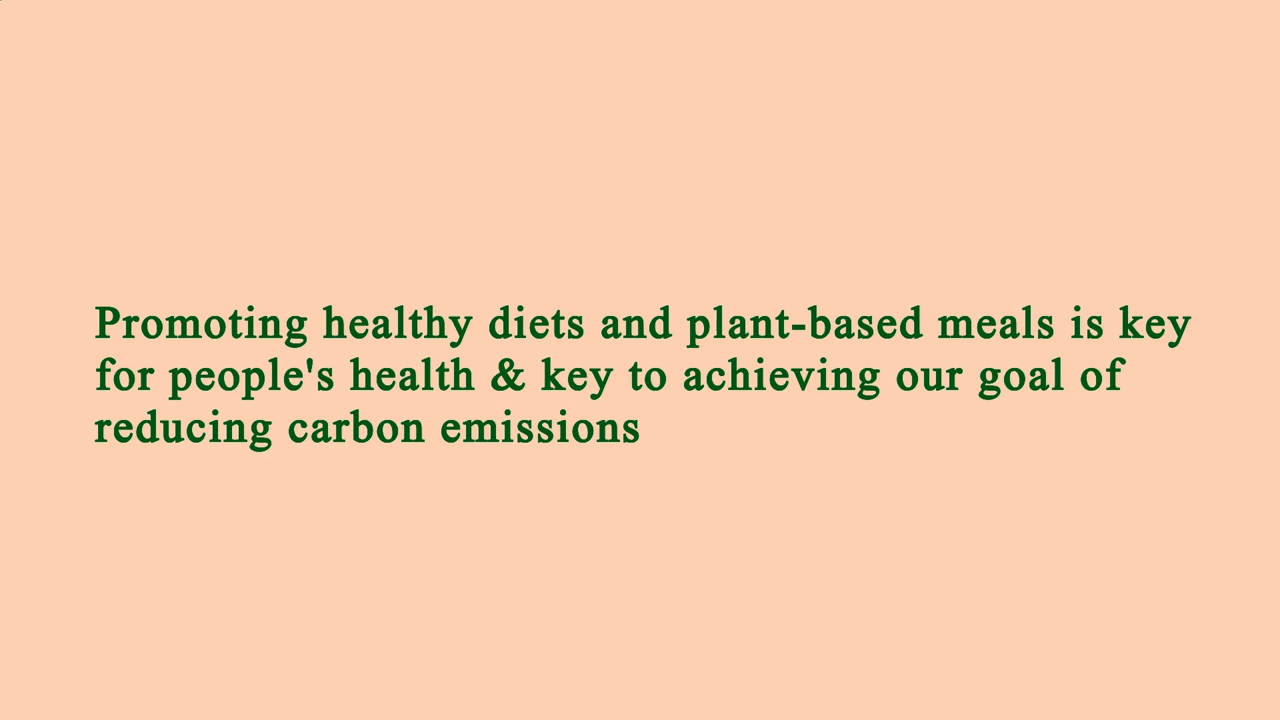 Promoting healthy diets and plant-based meals is key
for people's health & key to achieving our goal of
reducing carbon emissions